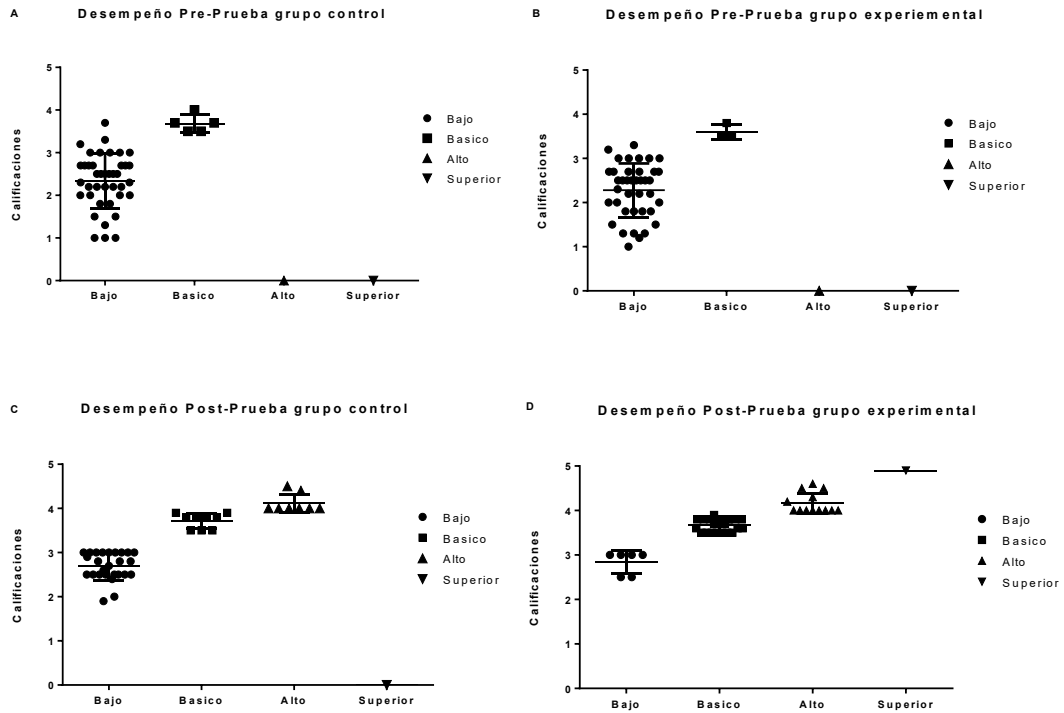 A
Desempeño Pre-Prueba grupo control
Calificaciones
5
4
3
2
1
0
Bajo
Basico
Alto
Superior
Bajo
Basico
Alto
Superior
B
Desempeño Pre-Prueba grupo experiemental
Calificaciones
5
4
3
2
1
0
Bajo
Basico
Alto
Superior
Bajo
Basico
Alto
Superior
C
Desempeño Post-Prueba grupo control
Calificaciones
5
4
3
2
1
0
Bajo
Basico
Alto
Superior
Bajo
Basico
Alto
Superior
D
Desempeño Post-Prueba grupo experimental
Calificaciones
5
4
3
2
1
0
Bajo
Basico
Alto
Superior
Bajo
Basico
Alto
Superior